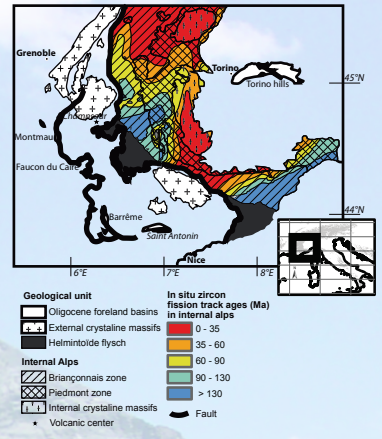 Grenoble
Torino
Torino hills
45°N
Champsaur
Montmaur
Faucon du Caire
Barrême
44°N
Saint Antonin
Nice
6°E
7°E
8°E
Geological unit
Oligocene foreland basins
External crystaline massifs
Helmintoïde flysch
Internal Alps
Briançonnais zone
Piedmont zone
Internal crystaline massifs
Volcanic center
In situ zircon
fission track ages (Ma)
in internal alps
0 - 35
35 - 60
60 - 90
90 - 130
> 130
Fault